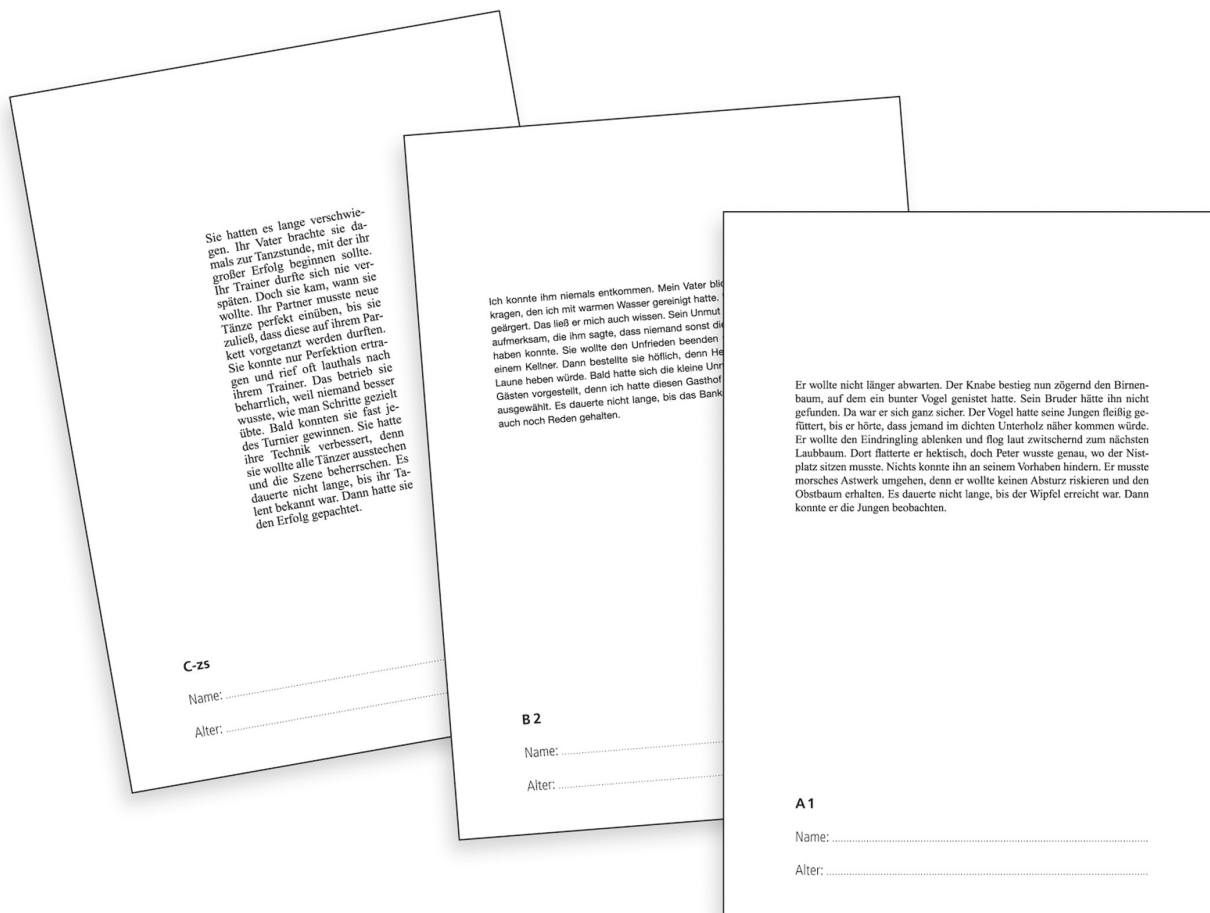 Sie hatten es lange verschwie-
gen. Ihr Vater brachte sie da-
mals zur Tanzstunde, mit der ihr
großer Erfolg beginnen sollte.
Ihr Trainer durfte sich nie ver-
späten. Doch sie kam, wann sie
wollte. Ihr Partner musste neue
Tänze perfekt einüben, bis sie
zuließ, dass diese auf ihrem Par-
kett vorgetanzt werden durften.
Sie konnte nur Perfektion ertra-
gen und rief oft lauthals nach
ihrem Trainer. Das betrieb sie
beharrlich, weil niemand besser
wusste, wie man Schritte gezielt
übte. Bald konnten sie fast je-
des Turnier gewinnen. Sie hatte
ihre Technik verbessert, denn
sie wollte alle Tänzer ausstechen
und die Szene beherrschen. Es
dauerte nicht lange, bis ihr Ta-
lent bekannt war. Dann hatte sie
den Erfolg gepachtet.
C-zs
Name:
Alter:
Ich konnte ihm niemals entkommen. Mein Vater blic
kragen, den ich mit warmen Wasser gereinigt hatte.
geärgert. Das ließ er mich auch wissen. Sein Unmut
aufmerksam, die ihm sagte, dass niemand sonst die
haben konnte. Sie wollte den Unfrieden beenden
einem Kellner. Dann bestellte sie höflich, denn He
Laune heben würde. Bald hatte sich die kleine Unr
Gästen vorgestellt, denn ich hatte diesen Gasthof
ausgewählt. Es dauerte nicht lange, bis das Bank
auch noch Reden gehalten.
B 2
Name:
Alter:
Er wollte nicht länger abwarten. Der Knabe bestieg nun zögernd den Birnen-
baum, auf dem ein bunter Vogel genistet hatte. Sein Bruder hätte ihn nicht
gefunden. Da war er sich ganz sicher. Der Vogel hatte seine Jungen fleißig ge-
füttert, bis er hörte, dass jemand im dichten Unterholz näher kommen würde.
Er wollte den Eindringling ablenken und flog laut zwitschernd zum nächsten
Laubbaum. Dort flatterte er hektisch, doch Peter wusste genau, wo der Nist-
platz sitzen musste. Nichts konnte ihn an seinem Vorhaben hindern. Er musste
morsches Astwerk umgehen, denn er wollte keinen Absturz riskieren und den
Obstbaum erhalten. Es dauerte nicht lange, bis der Wipfel erreicht war. Dann
konnte er die Jungen beobachten.
A 1
Name:
Alter: